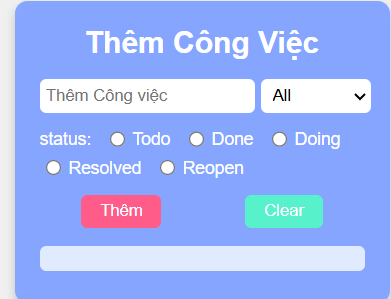 Thêm Công Việc
Thêm Công việc All
status: Todo Done Doing
Resolved Reopen
Thêm Clear